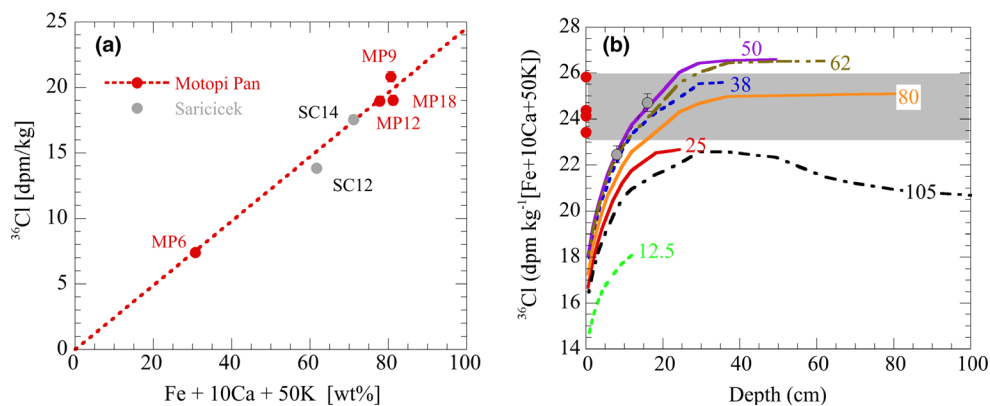 (a)
Motopi Pan
Saricicek
MP9
MP18
MP12
SC14
SC12
MP6
³⁶Cl [dpm/kg]
25
20
15
10
5
0
0 20 40 60 80 100
Fe + 10Ca + 50K [wt%]
(b)
50
62
38
80
25
105
12.5
³⁶Cl (dpm kg⁻¹[Fe+10Ca+50K]
28
26
24
22
20
18
16
14
0 20 40 60 80 100
Depth (cm)